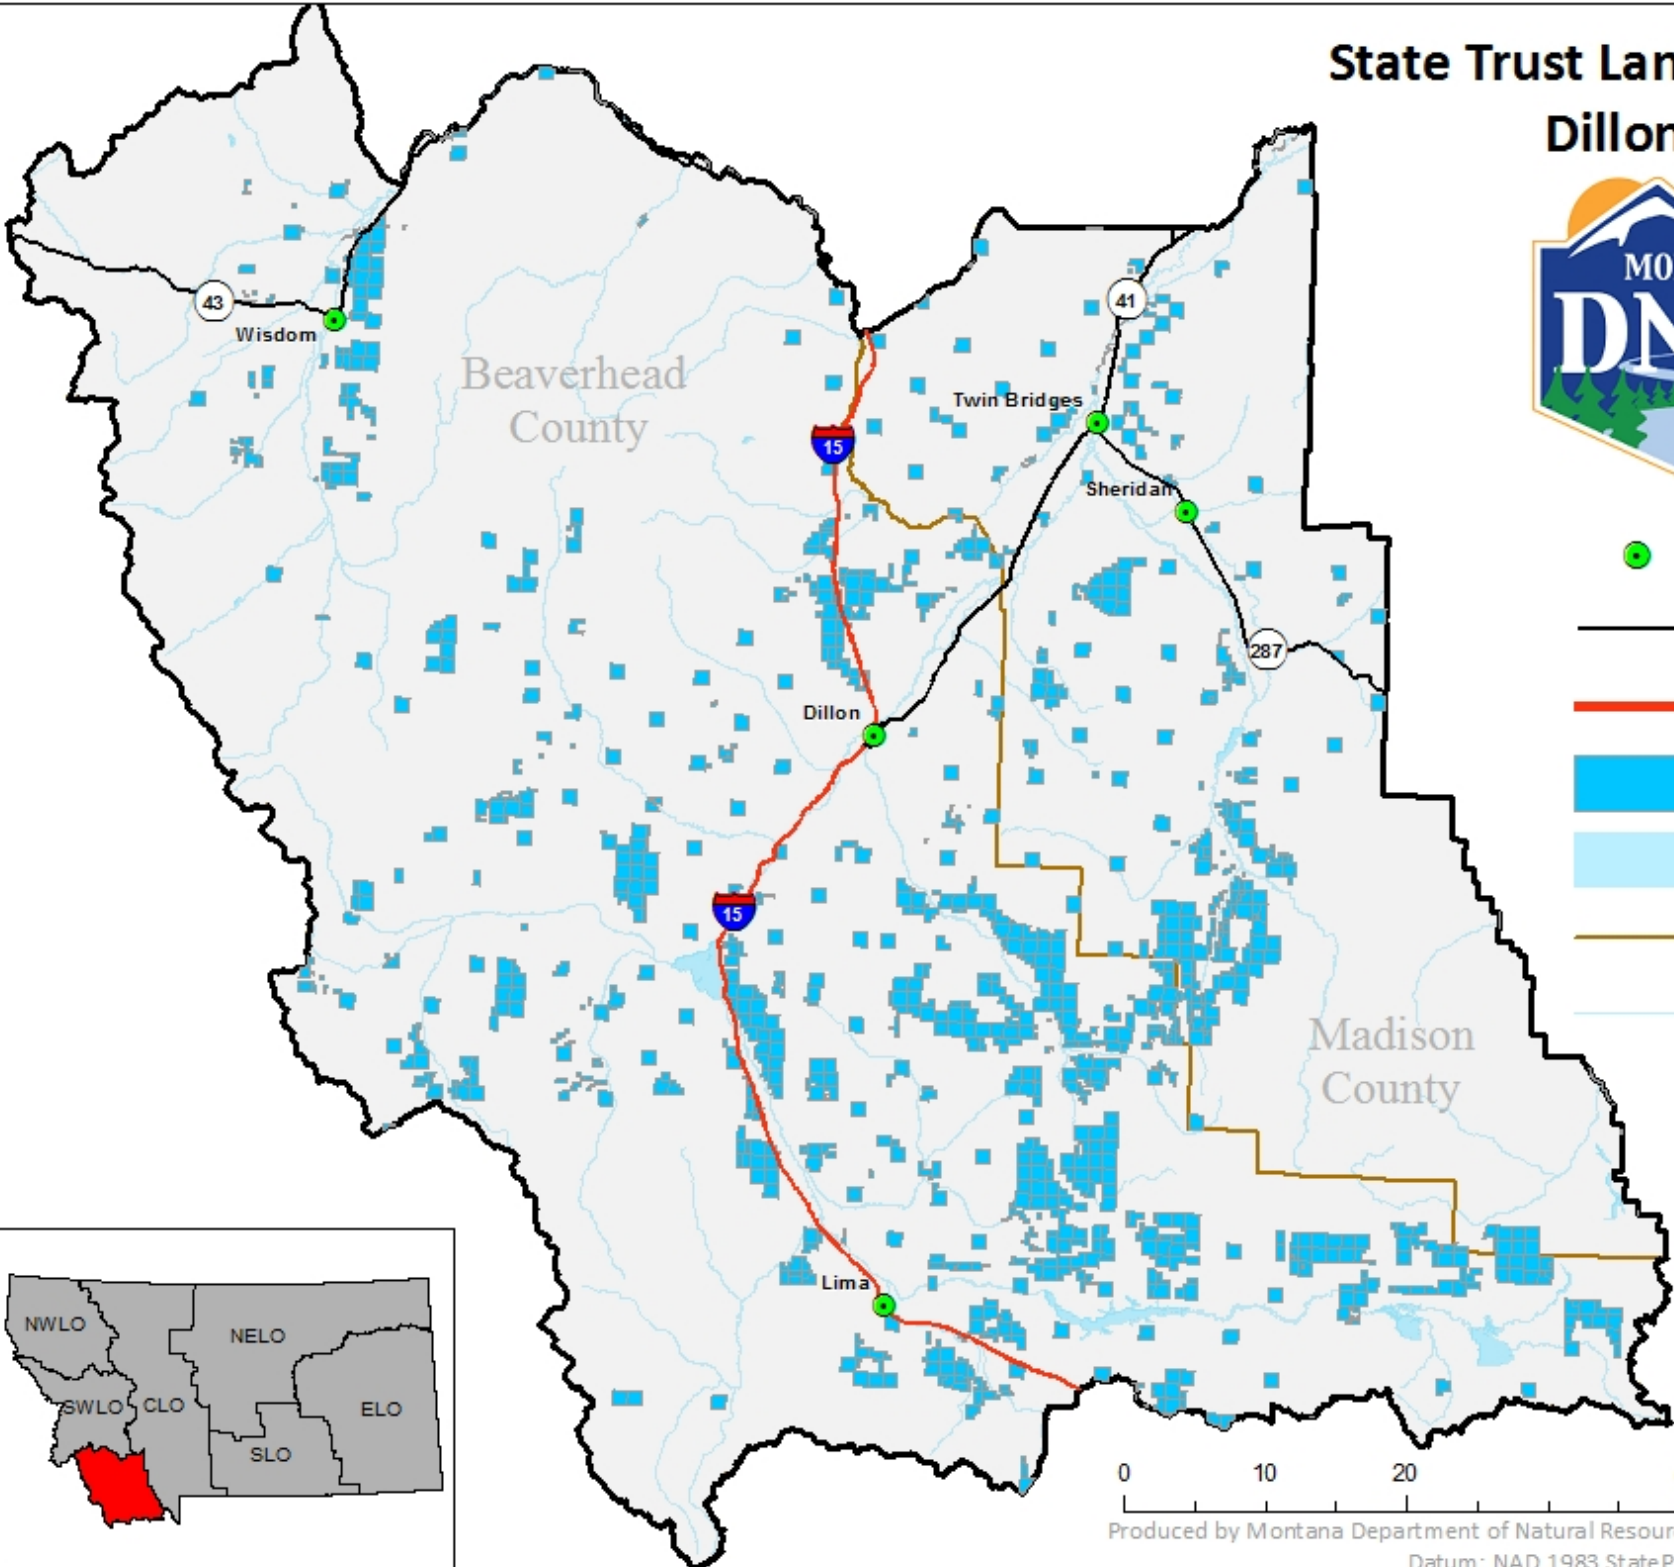 State Trust Lan
Dillon
MO
DN
43
Wisdom
Beaverhead
County
41
Twin Bridges
15
Sheridan
287
Dillon
15
Madison
County
Lima
NWLO
NELO
SWLO
CLO
ELO
SLO
0 10 20
Produced by Montana Department of Natural Resour
Datum: NAD 1983 StateP